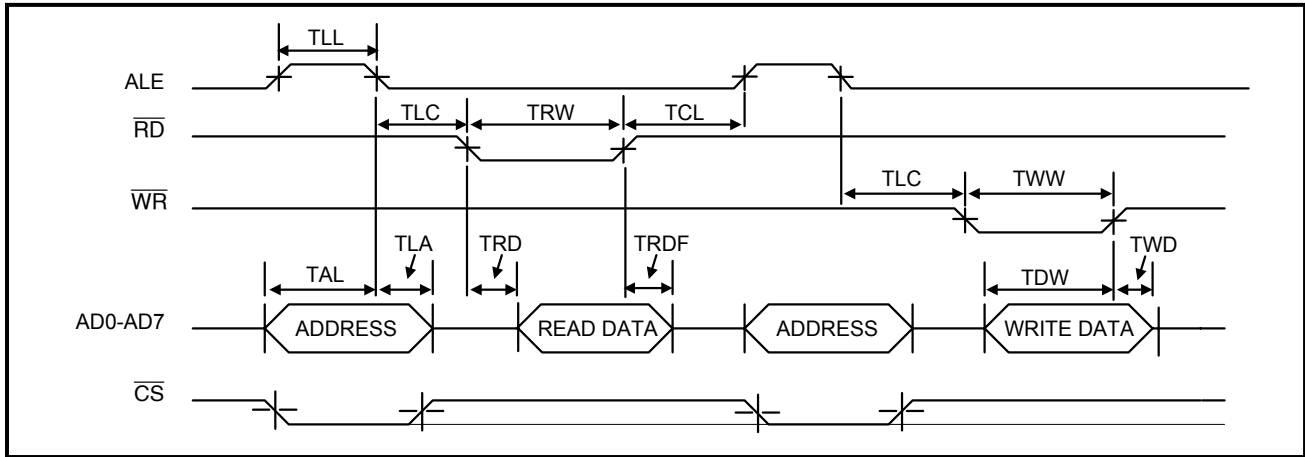 TLL
ALE
TLC TRW TCL
RD
TLC TWW
WR
TLA TRD TRDF TWD
TAL TDW
AD0-AD7 ADDRESS READ DATA ADDRESS WRITE DATA
CS